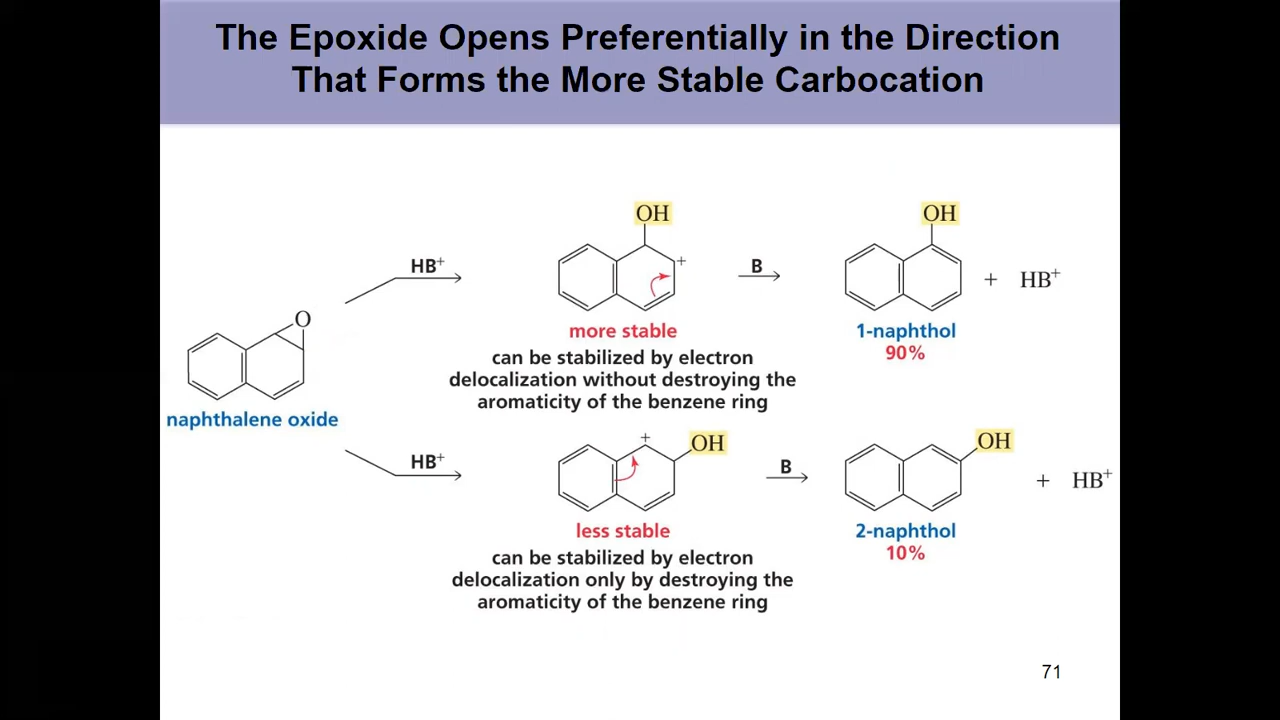 The Epoxide Opens Preferentially in the Direction
That Forms the More Stable Carbocation
O
naphthalene oxide
HB⁺
OH
+
more stable
can be stabilized by electron
delocalization without destroying the
aromaticity of the benzene ring
B
OH
1-naphthol
90%
+ HB⁺
HB⁺
+
OH
less stable
can be stabilized by electron
delocalization only by destroying the
aromaticity of the benzene ring
B
OH
2-naphthol
10%
+ HB⁺
71